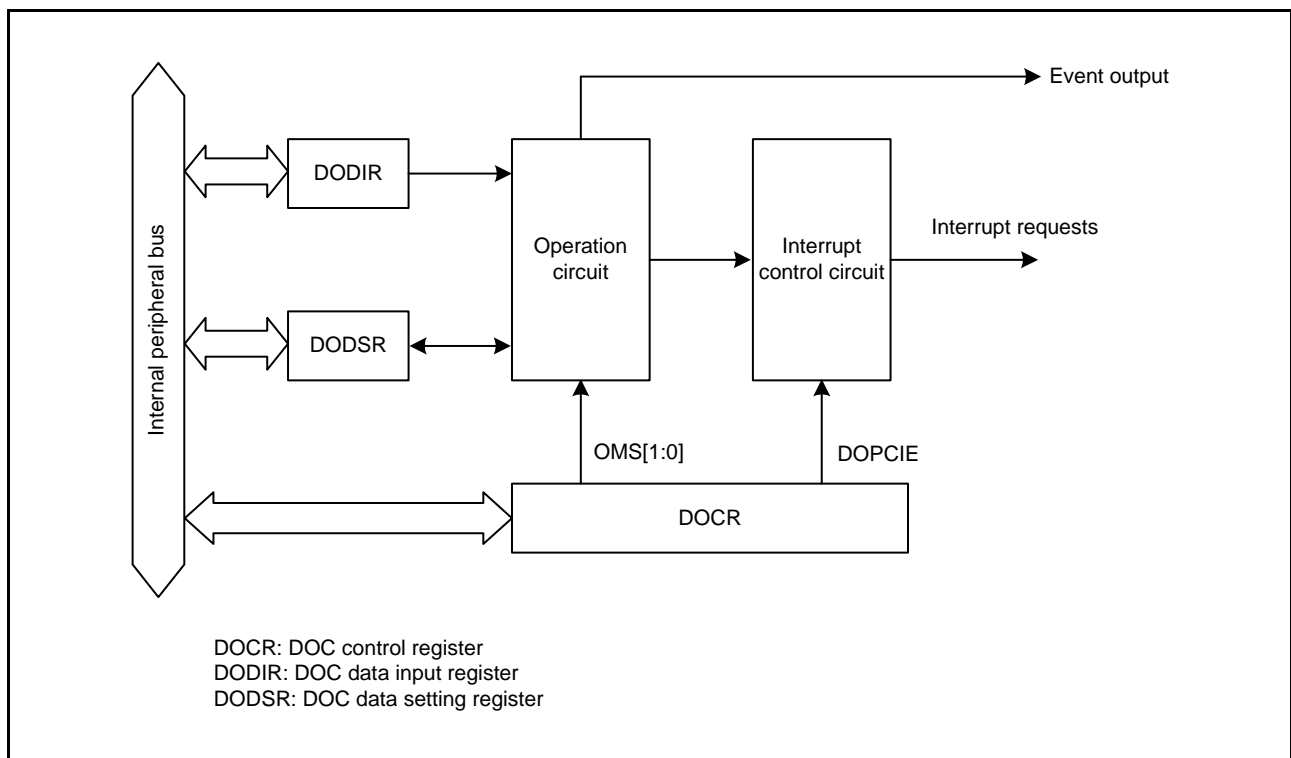 Event output
DODIR
Internal peripheral bus
Operation
circuit
Interrupt
control circuit
Interrupt requests
DODSR
OMS[1:0]
DOPCIE
DOCR
DOCR: DOC control register
DODIR: DOC data input register
DODSR: DOC data setting register